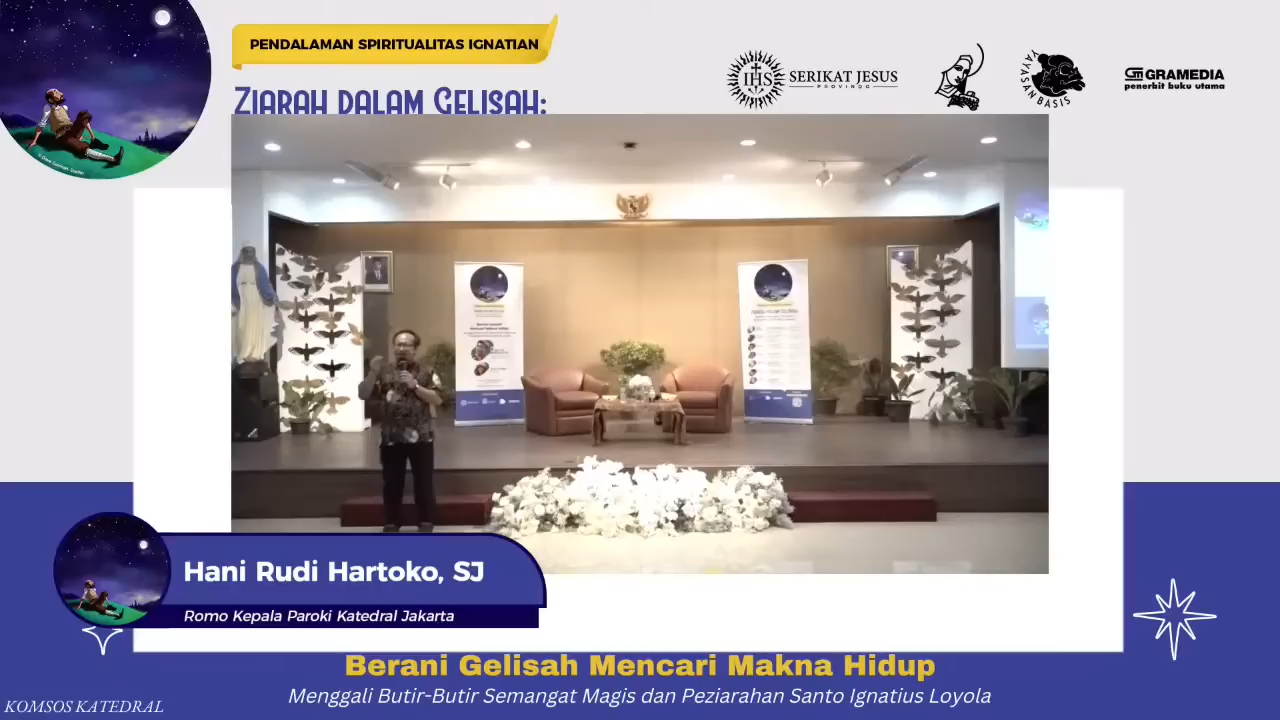 PENDALAMAN SPIRITUALITAS IGNATIAN
ZIARAH DALAM GELISAH:
IHS
SERIKAT JESUS
PROVINDO
YAYASAN BASIS
GM GRAMEDIA
penerbit buku utama
Hani Rudi Hartoko, SJ
Romo Kepala Paroki Katedral Jakarta
Berani Gelisah Mencari Makna Hidup
Menggali Butir-Butir Semangat Magis dan Peziarahan Santo Ignatius Loyola
KOMSOS KATEDRAL